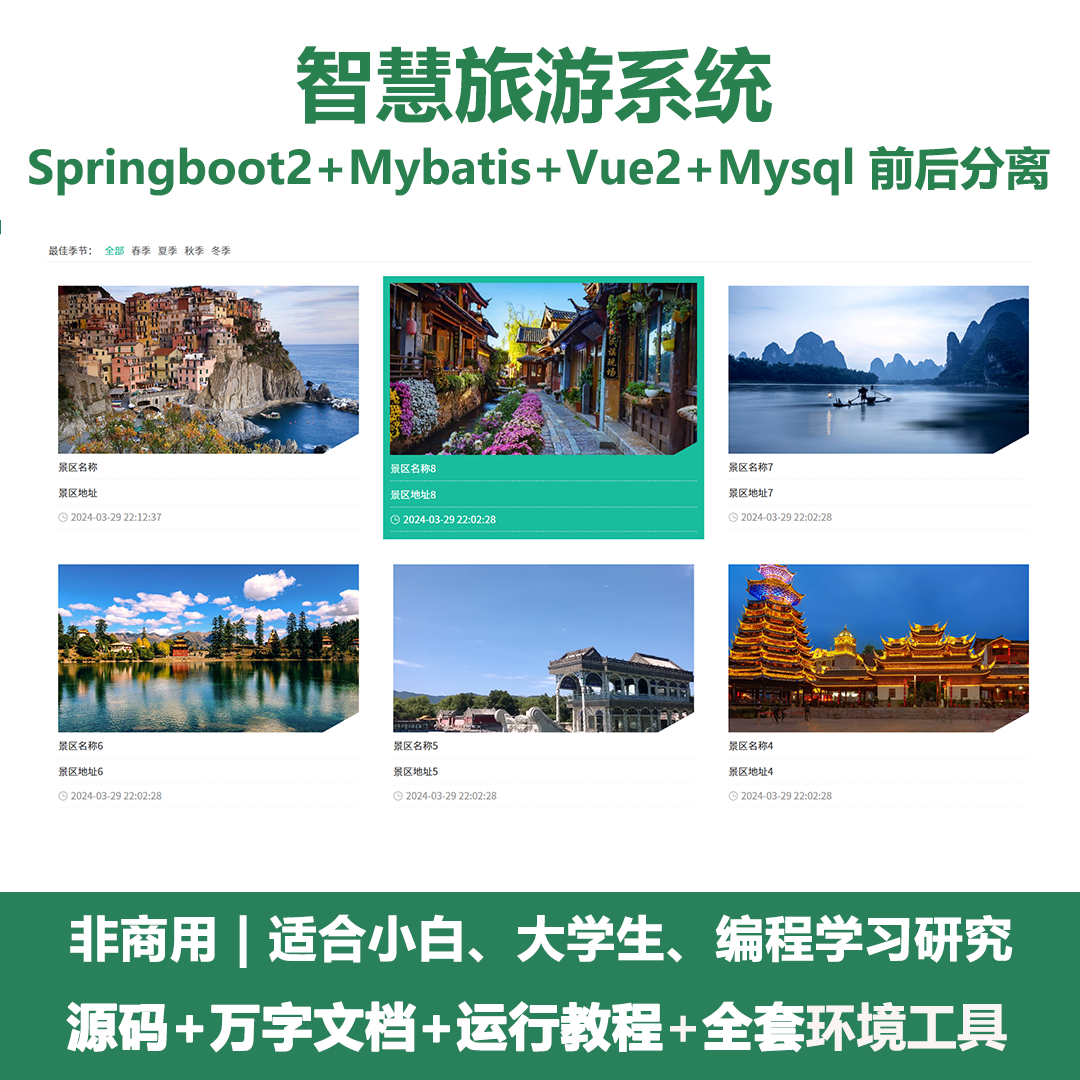 智慧旅游系统
Springboot2+Mybatis+Vue2+Mysql 前后分离
最佳季节： 全部 春季 夏季 秋季 冬季
景区名称
景区地址
2024-03-29 22:12:37
景区名称8
景区地址8
2024-03-29 22:02:28
景区名称7
景区地址7
2024-03-29 22:02:28
景区名称6
景区地址6
2024-03-29 22:02:28
景区名称5
景区地址5
2024-03-29 22:02:28
景区名称4
景区地址4
2024-03-29 22:02:28
非商用｜适合小白、大学生、编程学习研究
源码+万字文档+运行教程+全套环境工具